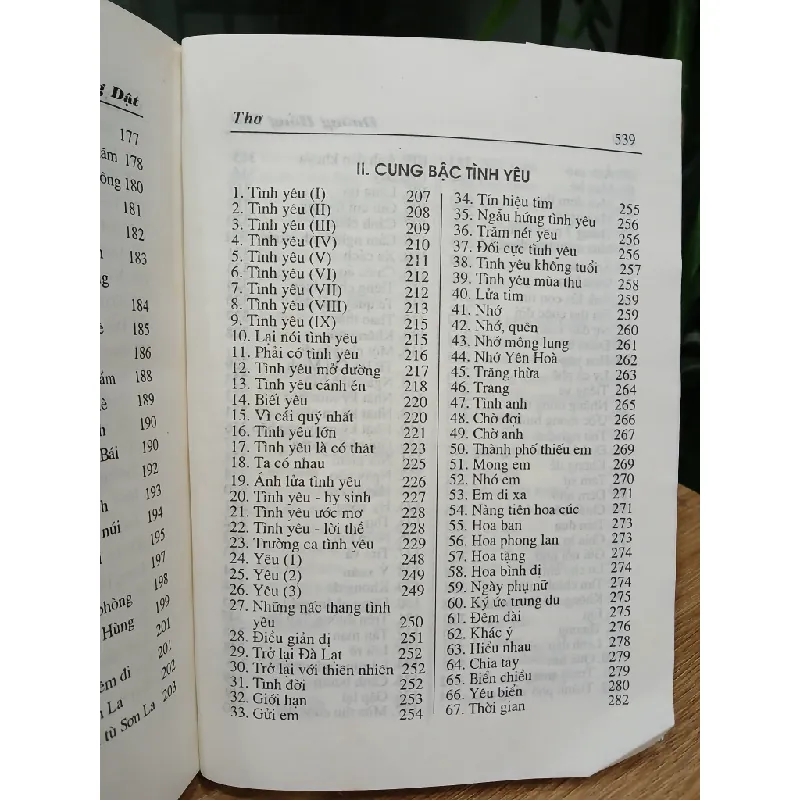 g Dật
177
178
ông 180
181
182
183
184
185
186
188
189
190
Bái 190
192
193
núi 194
195
197
198
phòng 199
Hùng 201
201
đêm đi 202
La 203
từ Sơn La
Thơ 539
II. CUNG BẬC TÌNH YÊU
1. Tình yêu (I) 207
2. Tình yêu (II) 208
3. Tình yêu (III) 209
4. Tình yêu (IV) 210
5. Tình yêu (V) 211
6. Tình yêu (VI) 212
7. Tình yêu (VII) 212
8. Tình yêu (VIII) 213
9. Tình yêu (IX) 215
10. Lại nói tình yêu 215
11. Phải có tình yêu 216
12. Tình yêu mở đường 217
13. Tình yêu cánh én 218
14. Biết yêu 220
15. Vì cái quý nhất 220
16. Tình yêu lớn 221
17. Tình yêu là có thật 223
18. Ta có nhau 225
19. Ánh lửa tình yêu 226
20. Tình yêu - hy sinh 227
21. Tình yêu ước mơ 228
22. Tình yêu - lời thề 228
23. Trường ca tình yêu 229
24. Yêu (1) 248
25. Yêu (2) 249
26. Yêu (3) 249
27. Những nấc thang tình
yêu 250
28. Điều giản dị 251
29. Trở lại Đà Lạt 252
30. Trở lại với thiên nhiên 252
31. Tình đời 252
32. Giới hạn 253
33. Gửi em 254
34. Tín hiệu tim 255
35. Ngẫu hứng tình yêu 256
36. Trăm nết yêu 256
37. Đối cực tình yêu 256
38. Tình yêu không tuổi 257
39. Tình yêu mùa thu 258
40. Lửa tim 259
41. Nhớ 259
42. Nhớ, quên 260
43. Nhớ mông lung 261
44. Nhớ Yên Hoà 262
45. Trăng thừa 263
46. Trang 264
47. Tình anh 265
48. Chờ đợi 266
49. Chờ anh 267
50. Thành phố thiếu em 269
51. Mong em 269
52. Nhớ em 270
53. Em đi xa 271
54. Nàng tiên hoa cúc 271
55. Hoa ban 273
56. Hoa phong lan 273
57. Hoa tặng 274
58. Hoa bình dị 274
59. Ngày phụ nữ 274
60. Ký ức trung du 275
61. Đêm dài 276
62. Khác ý 276
63. Hiểu nhau 278
64. Chia tay 279
65. Biển chiều 279
66. Yêu biển 280
67. Thời gian 282